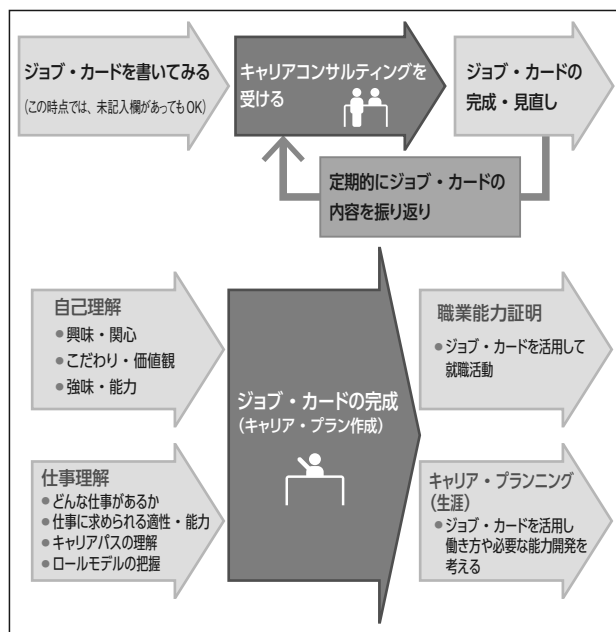 ジョブ・カードを書いてみる
(この時点では、未記入欄があってもOK)
キャリアコンサルティングを
受ける
ジョブ・カードの
完成・見直し
定期的にジョブ・カードの
内容を振り返り
自己理解
●興味・関心
●こだわり・価値観
●強味・能力
仕事理解
●どんな仕事があるか
●仕事に求められる適性・能力
●キャリアパスの理解
●ロールモデルの把握
ジョブ・カードの完成
(キャリア・プラン作成)
職業能力証明
●ジョブ・カードを活用して
就職活動
キャリア・プランニング
(生涯)
●ジョブ・カードを活用し
働き方や必要な能力開発を
考える